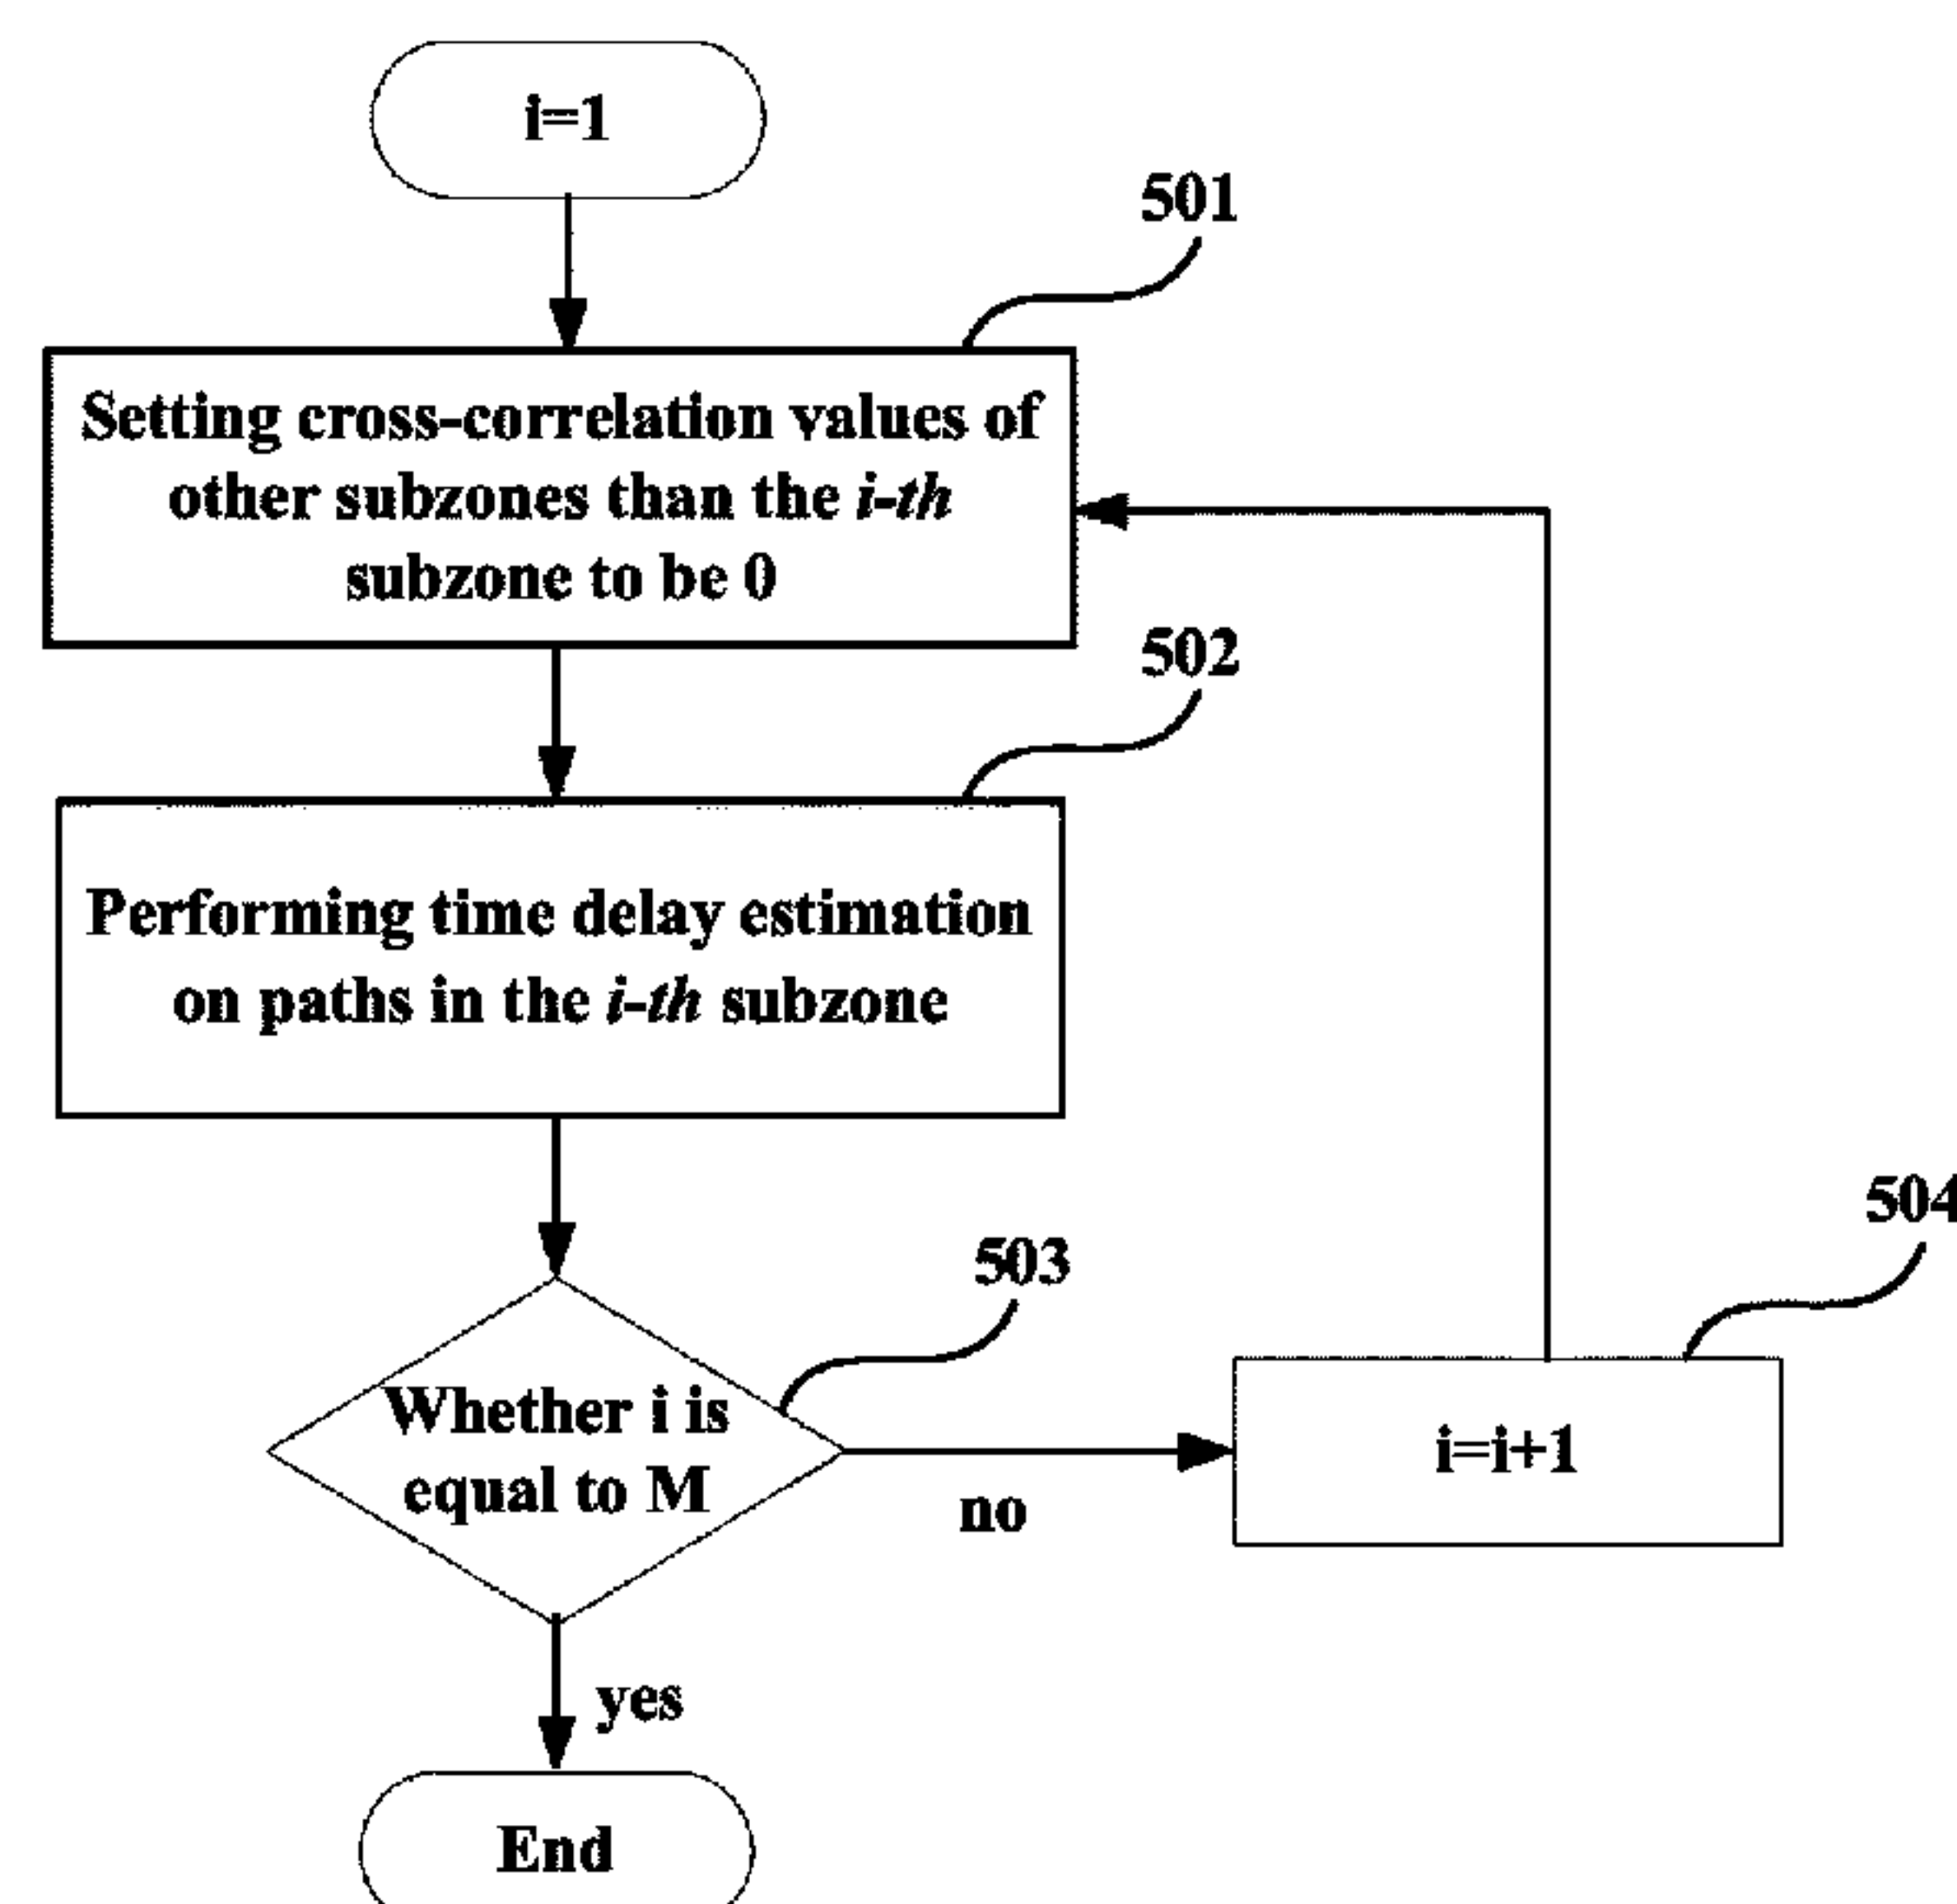 i=1
501
Setting cross-correlation values of
other subzones than the i-th
subzone to be 0
502
Performing time delay estimation
on paths in the i-th subzone
503
504
Whether i is
equal to M
no
i=i+1
yes
End